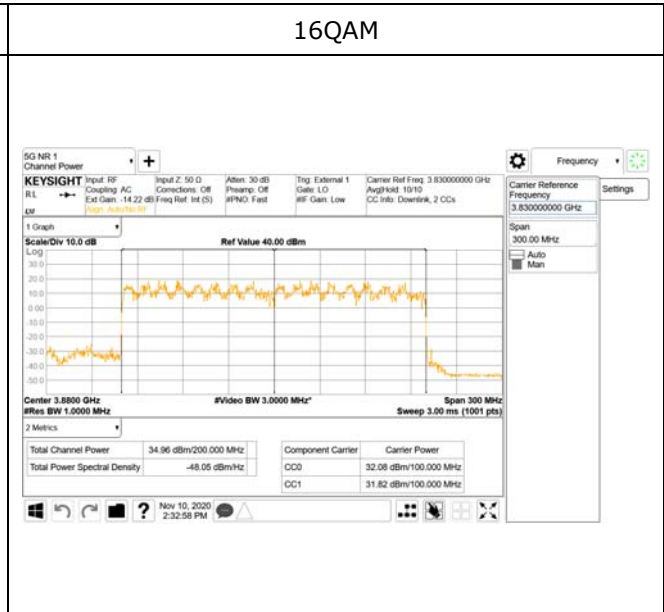 16QAM
5G NR 1
Channel Power
Frequency
KEYSIGHT
RL
Input: RF
Coupling: AC
Ext Gain: -14.22 dB
Align: Auto/No RF
Input Z: 50 Ω
Corrections: Off
Freq Ref: Int (S)
Atten: 30 dB
Preamp: Off
#PNO: Fast
Trig: External 1
Gate: LO
#IF Gain: Low
Carrier Ref Freq: 3.830000000 GHz
Avg|Hold: 10/10
CC Info: Downlink, 2 CCs
Carrier Reference
Frequency
3.830000000 GHz
Settings
Span
300.00 MHz
Auto
Man
1 Graph
Scale/Div 10.0 dB
Ref Value 40.00 dBm
Log
30.0
20.0
10.0
0.00
-10.0
-20.0
-30.0
-40.0
-50.0
Center 3.8800 GHz
#Video BW 3.0000 MHz*
Span 300 MHz
#Res BW 1.0000 MHz
Sweep 3.00 ms (1001 pts)
2 Metrics
Total Channel Power 34.96 dBm/200.000 MHz
Total Power Spectral Density -48.05 dBm/Hz
Component Carrier Carrier Power
CC0 32.08 dBm/100.000 MHz
CC1 31.82 dBm/100.000 MHz
?
Nov 10, 2020
2:32:58 PM